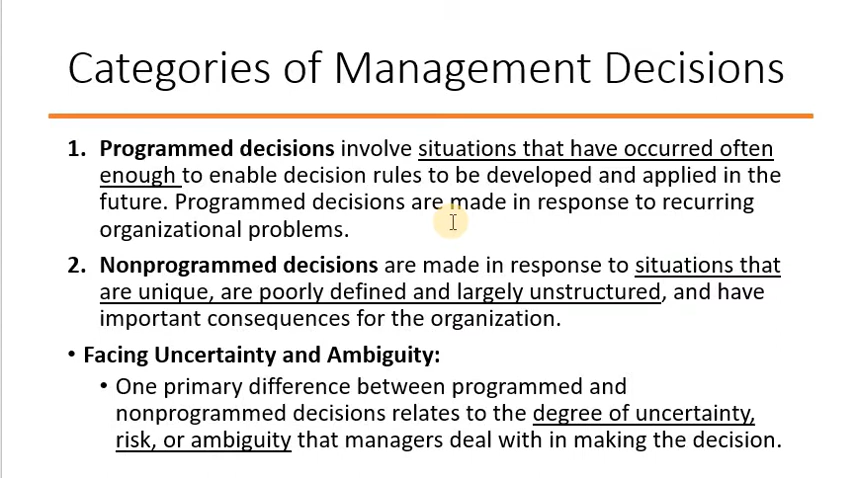 Categories of Management Decisions
1. Programmed decisions involve situations that have occurred often
enough to enable decision rules to be developed and applied in the
future. Programmed decisions are made in response to recurring
organizational problems.
2. Nonprogrammed decisions are made in response to situations that
are unique, are poorly defined and largely unstructured, and have
important consequences for the organization.
• Facing Uncertainty and Ambiguity:
• One primary difference between programmed and
nonprogrammed decisions relates to the degree of uncertainty,
risk, or ambiguity that managers deal with in making the decision.